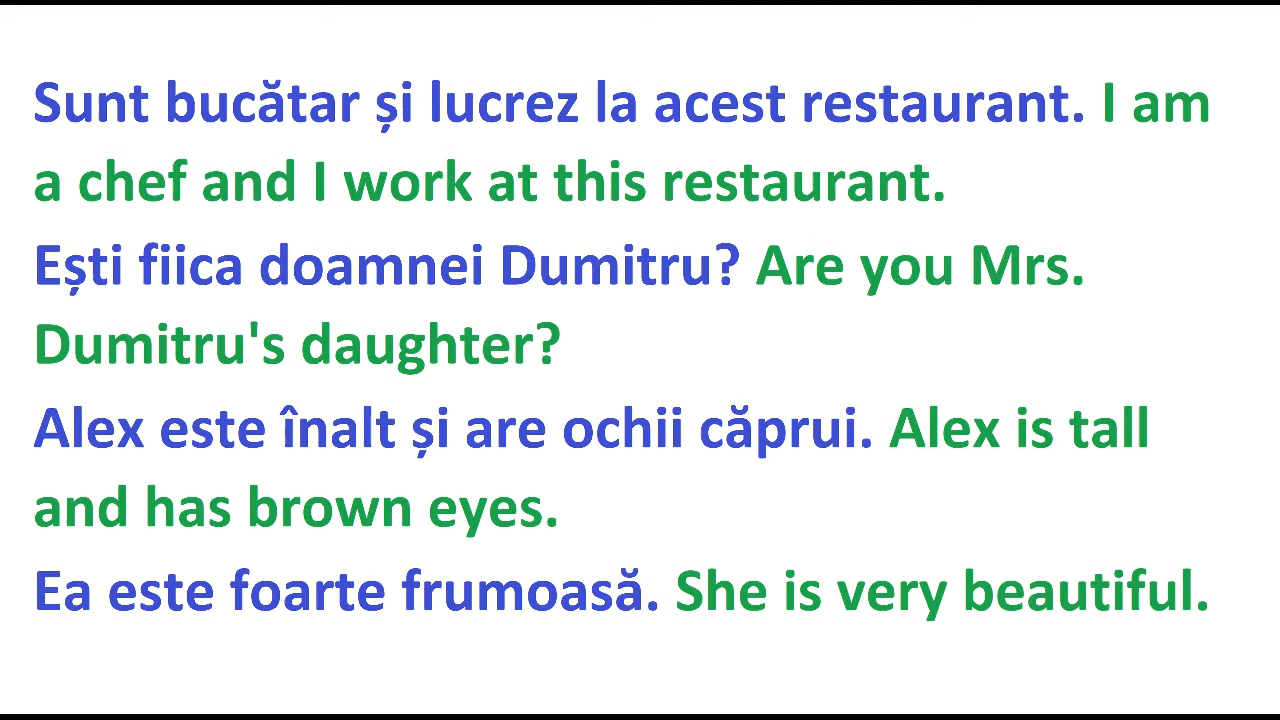 Sunt bucătar și lucrez la acest restaurant. I am
a chef and I work at this restaurant.
Ești fiica doamnei Dumitru? Are you Mrs.
Dumitru's daughter?
Alex este înalt și are ochii căprui. Alex is tall
and has brown eyes.
Ea este foarte frumoasă. She is very beautiful.